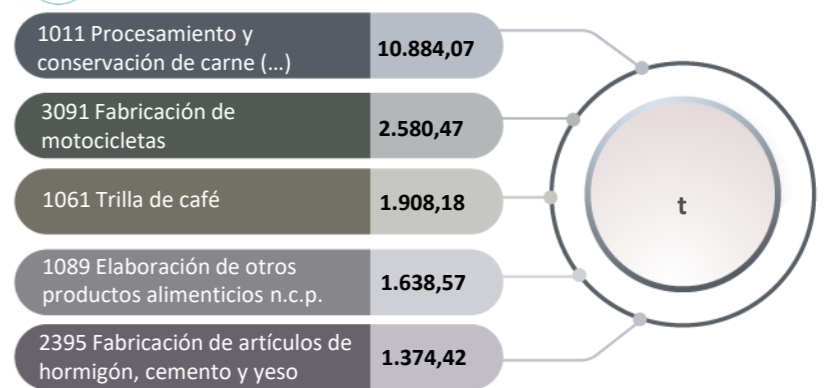 1011 Procesamiento y
conservación de carne (…)
10.884,07
3091 Fabricación de
motocicletas
2.580,47
1061 Trilla de café
1.908,18
1089 Elaboración de otros
productos alimenticios n.c.p.
1.638,57
2395 Fabricación de artículos de
hormigón, cemento y yeso
1.374,42
t